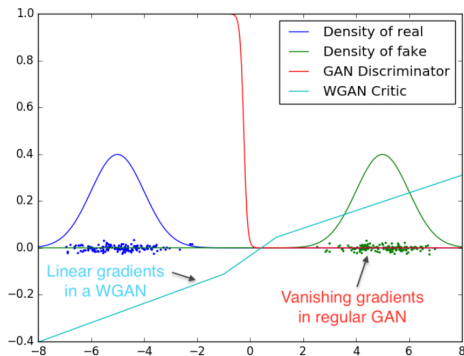 1.0
0.8
0.6
0.4
0.2
0.0
−0.2
−0.4
−8
−6
−4
−2
0
2
4
6
8
Density of real
Density of fake
GAN Discriminator
WGAN Critic
Linear gradients
in a WGAN
Vanishing gradients
in regular GAN